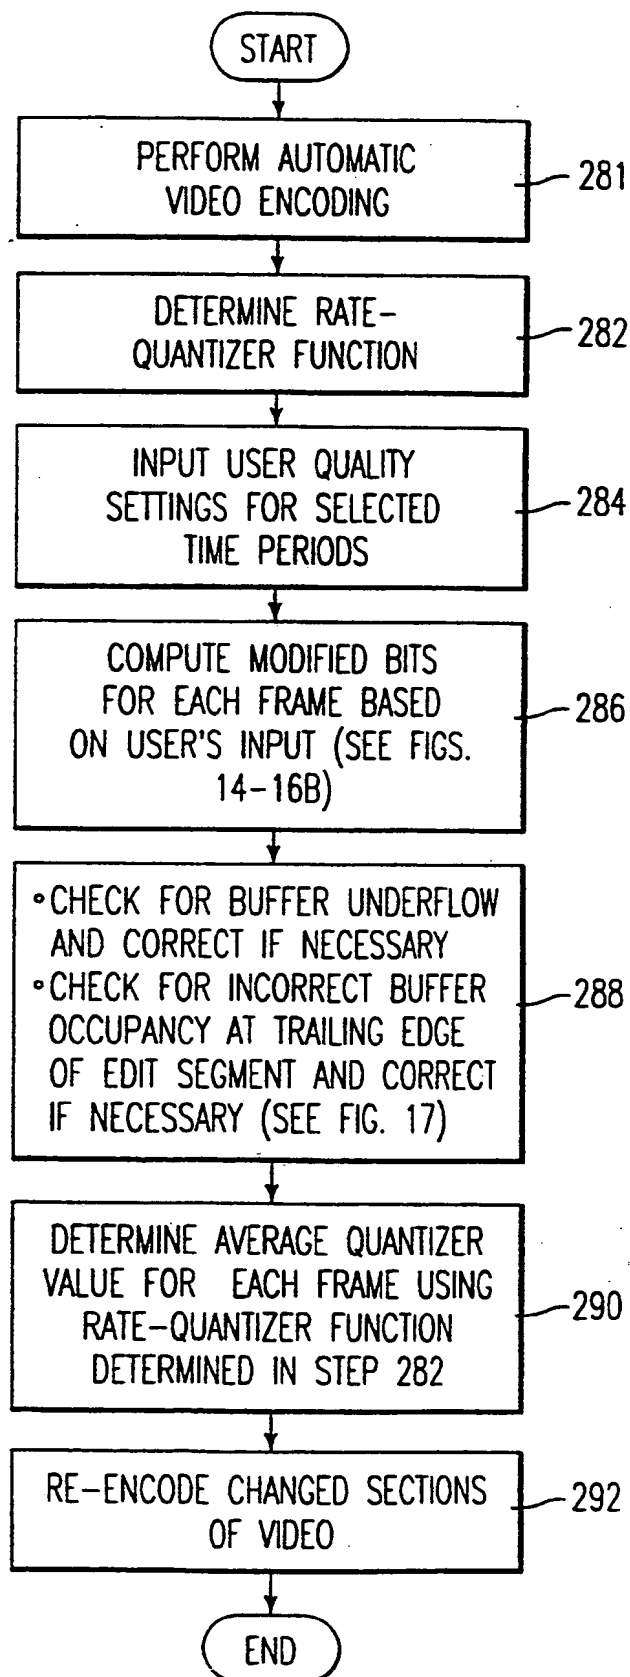 START
PERFORM AUTOMATIC
VIDEO ENCODING
281
DETERMINE RATE-
QUANTIZER FUNCTION
282
INPUT USER QUALITY
SETTINGS FOR SELECTED
TIME PERIODS
284
COMPUTE MODIFIED BITS
FOR EACH FRAME BASED
ON USER'S INPUT (SEE FIGS.
14-16B)
286
∘CHECK FOR BUFFER UNDERFLOW
AND CORRECT IF NECESSARY
∘CHECK FOR INCORRECT BUFFER
OCCUPANCY AT TRAILING EDGE
OF EDIT SEGMENT AND CORRECT
IF NECESSARY (SEE FIG. 17)
288
DETERMINE AVERAGE QUANTIZER
VALUE FOR EACH FRAME USING
RATE-QUANTIZER FUNCTION
DETERMINED IN STEP 282
290
RE-ENCODE CHANGED SECTIONS
OF VIDEO
292
END